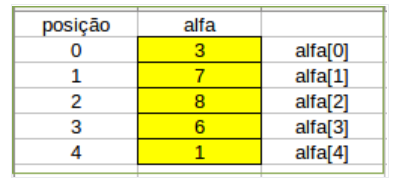 posição alfa
0 3 alfa[0]
1 7 alfa[1]
2 8 alfa[2]
3 6 alfa[3]
4 1 alfa[4]